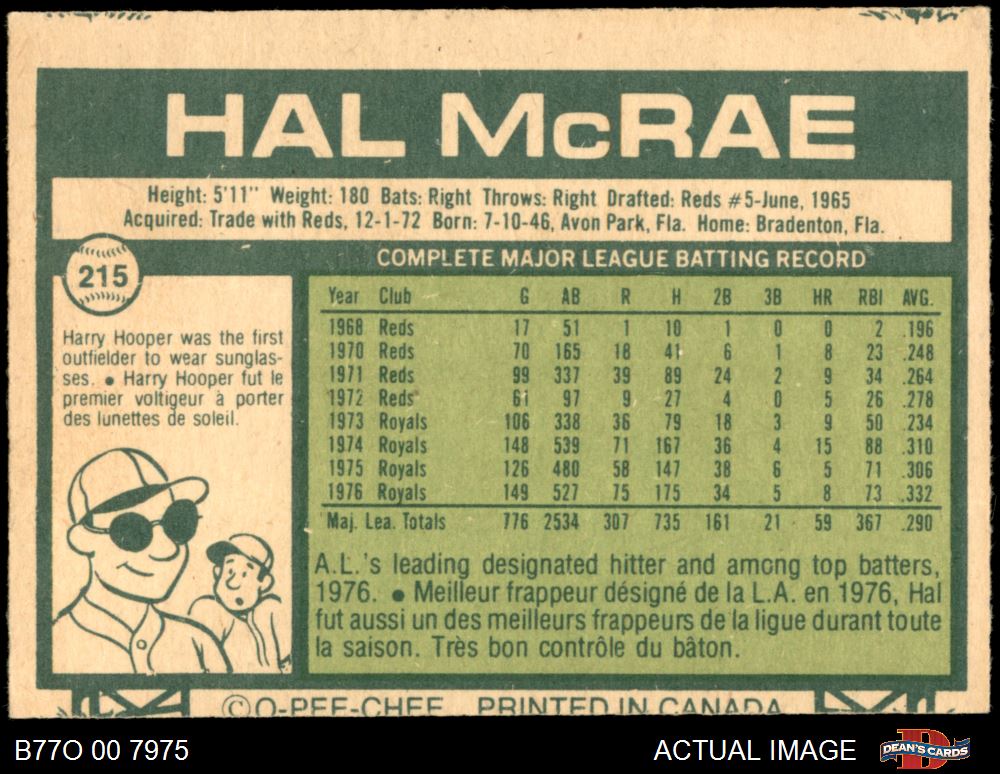 HAL McRAE
Height: 5'11" Weight: 180 Bats: Right Throws: Right Drafted: Reds #5-June, 1965
Acquired: Trade with Reds, 12-1-72 Born: 7-10-46, Avon Park, Fla. Home: Bradenton, Fla.
215
COMPLETE MAJOR LEAGUE BATTING RECORD
Year Club G AB R H 2B 3B HR RBI AVG.
1968 Reds 17 51 1 10 1 0 0 2 .196
1970 Reds 70 165 18 41 6 1 8 23 .248
1971 Reds 99 337 39 89 24 2 9 34 .264
1972 Reds 61 97 9 27 4 0 5 26 .278
1973 Royals 106 338 36 79 18 3 9 50 .234
1974 Royals 148 539 71 167 36 4 15 88 .310
1975 Royals 126 480 58 147 38 6 5 71 .306
1976 Royals 149 527 75 175 34 5 8 73 .332
Maj. Lea. Totals 776 2534 307 735 161 21 59 367 .290
Harry Hooper was the first
outfielder to wear sunglas-
ses. • Harry Hooper fut le
premier voltigeur à porter
des lunettes de soleil.
A.L.'s leading designated hitter and among top batters,
1976. • Meilleur frappeur désigné de la L.A. en 1976, Hal
fut aussi un des meilleurs frappeurs de la ligue durant toute
la saison. Très bon contrôle du bâton.
©O-PEE-CHEE PRINTED IN CANADA
B77O 00 7975
ACTUAL IMAGE
DEAN'S CARDS